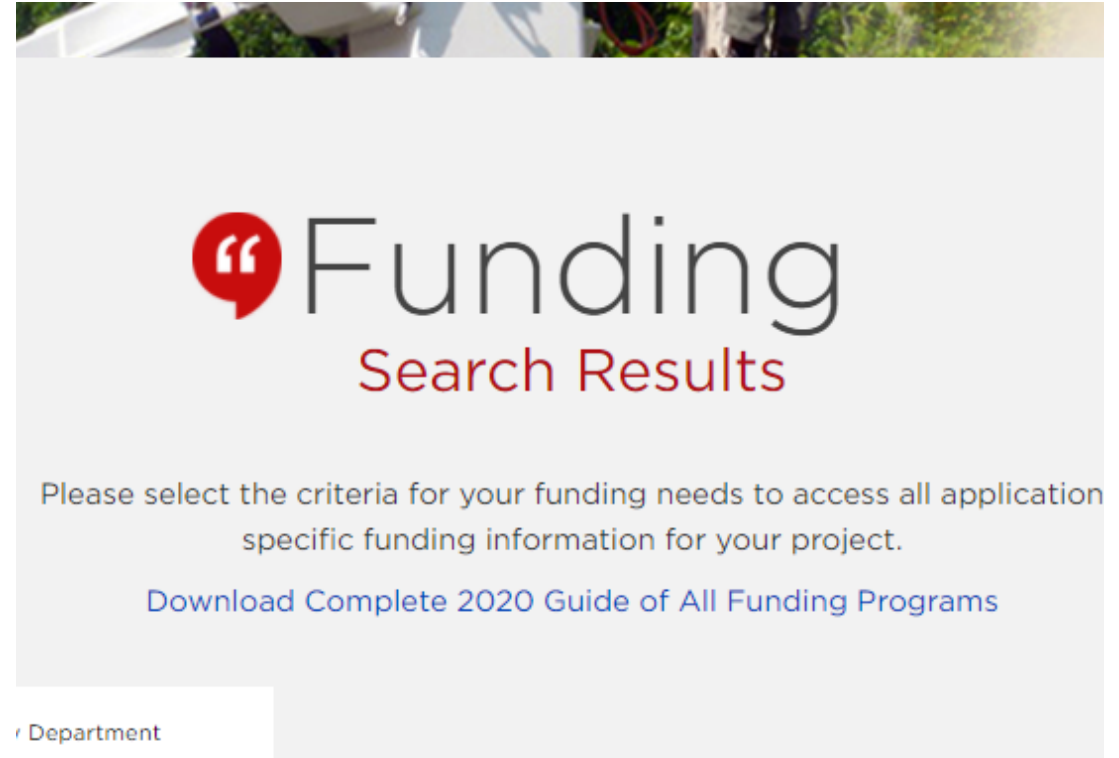 Funding
Search Results
Please select the criteria for your funding needs to access all application
specific funding information for your project.
Download Complete 2020 Guide of All Funding Programs
Department